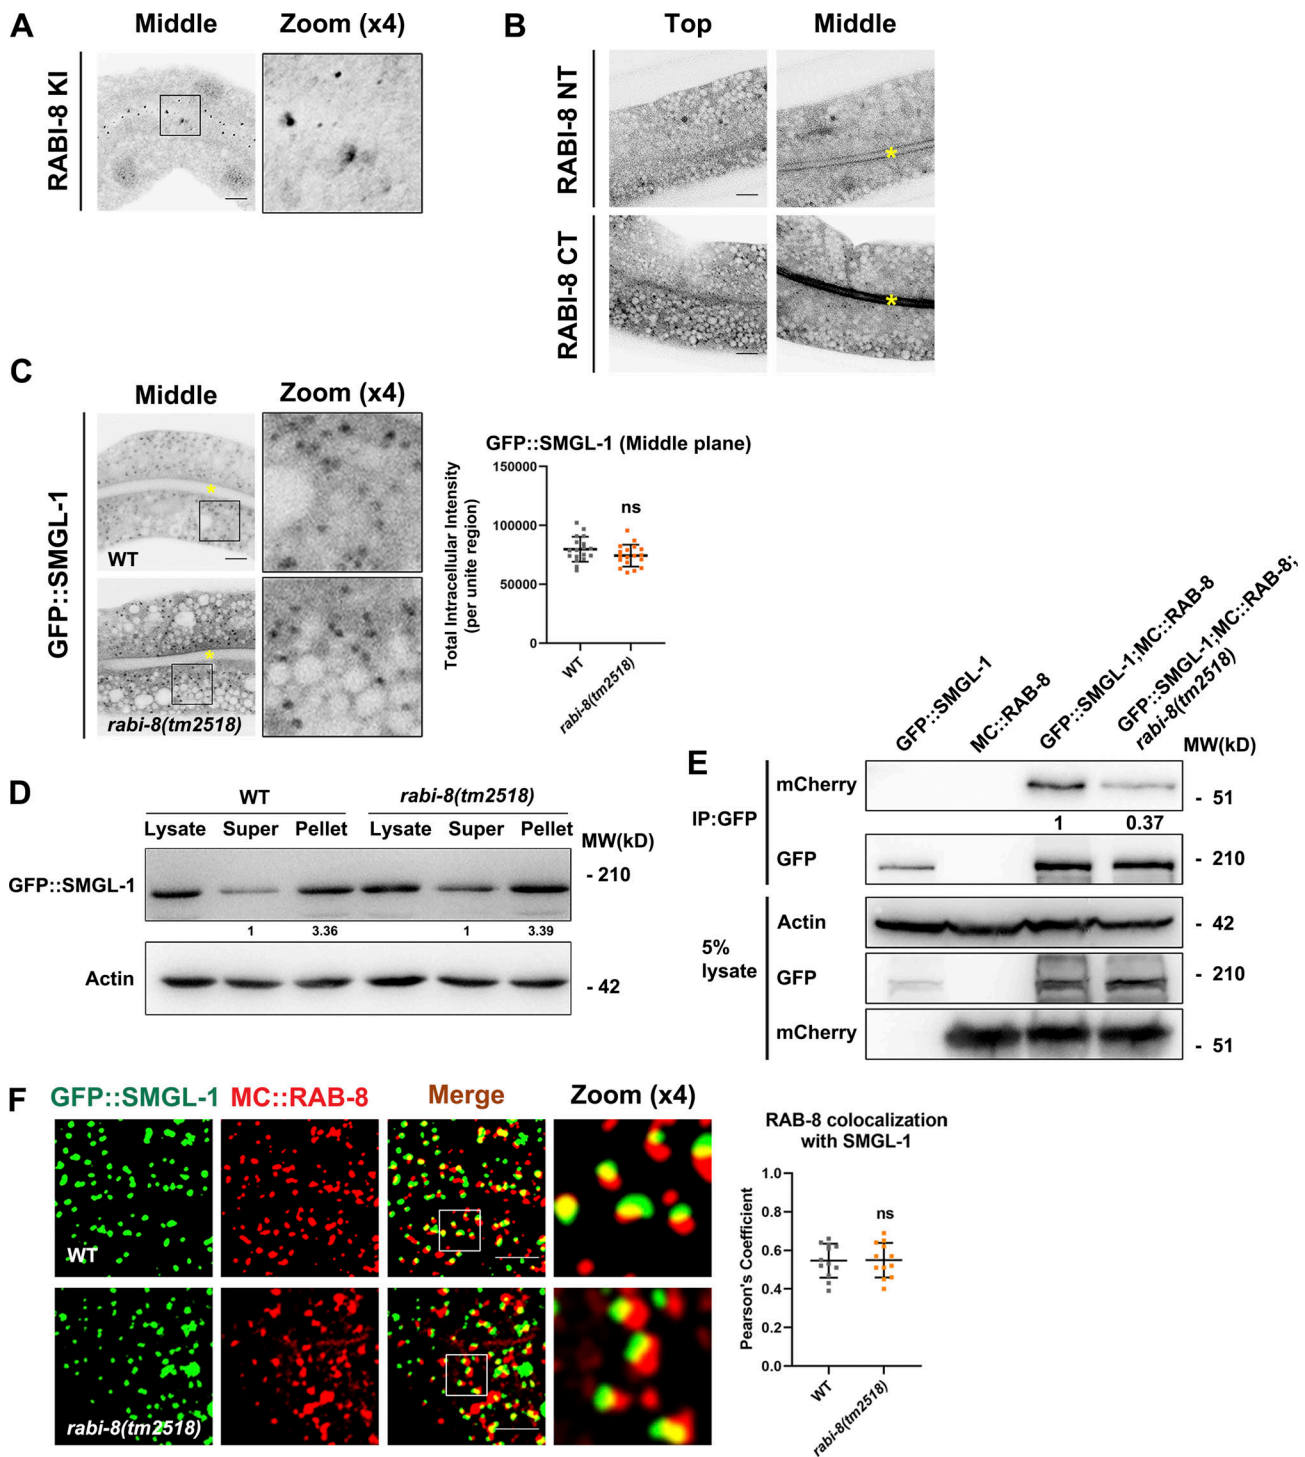 A
Middle
Zoom (x4)
RABI-8 KI
B
Top
Middle
RABI-8 NT
*
RABI-8 CT
*
C
Middle
Zoom (x4)
GFP::SMGL-1
*
WT
*
rabi-8(tm2518)
GFP::SMGL-1 (Middle plane)
Total Intracellular Intensity
(per unite region)
150000
100000
50000
0
ns
WT
rabi-8(tm2518)
D
WT
rabi-8(tm2518)
Lysate Super Pellet Lysate Super Pellet
MW(kD)
GFP::SMGL-1
- 210
1 3.36 1 3.39
Actin
- 42
E
GFP::SMGL-1
MC::RAB-8
GFP::SMGL-1;MC::RAB-8
GFP::SMGL-1;MC::RAB-8;
rabi-8(tm2518)
MW(kD)
IP:GFP
mCherry
- 51
1 0.37
GFP
- 210
5%
lysate
Actin
- 42
GFP
- 210
mCherry
- 51
F
GFP::SMGL-1
MC::RAB-8
Merge
Zoom (x4)
WT
rabi-8(tm2518)
RAB-8 colocalization
with SMGL-1
Pearson's Coefficient
1.0
0.8
0.6
0.4
0.2
0.0
ns
WT
rabi-8(tm2518)